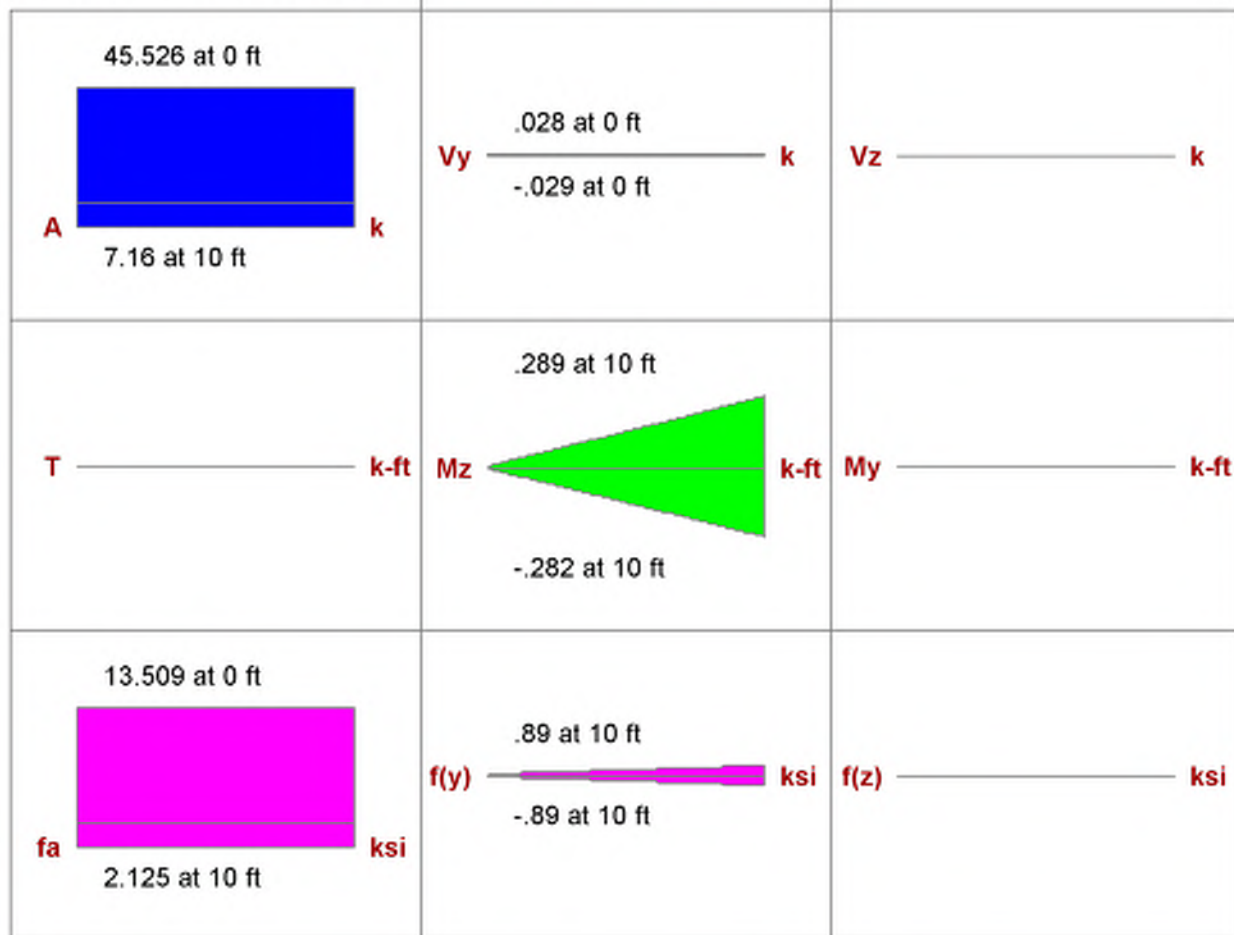 45.526 at 0 ft
A k
7.16 at 10 ft
.028 at 0 ft
Vy k
-.029 at 0 ft
Vz k
T k-ft
.289 at 10 ft
Mz k-ft
-.282 at 10 ft
My k-ft
13.509 at 0 ft
fa ksi
2.125 at 10 ft
.89 at 10 ft
f(y) ksi
-.89 at 10 ft
f(z) ksi